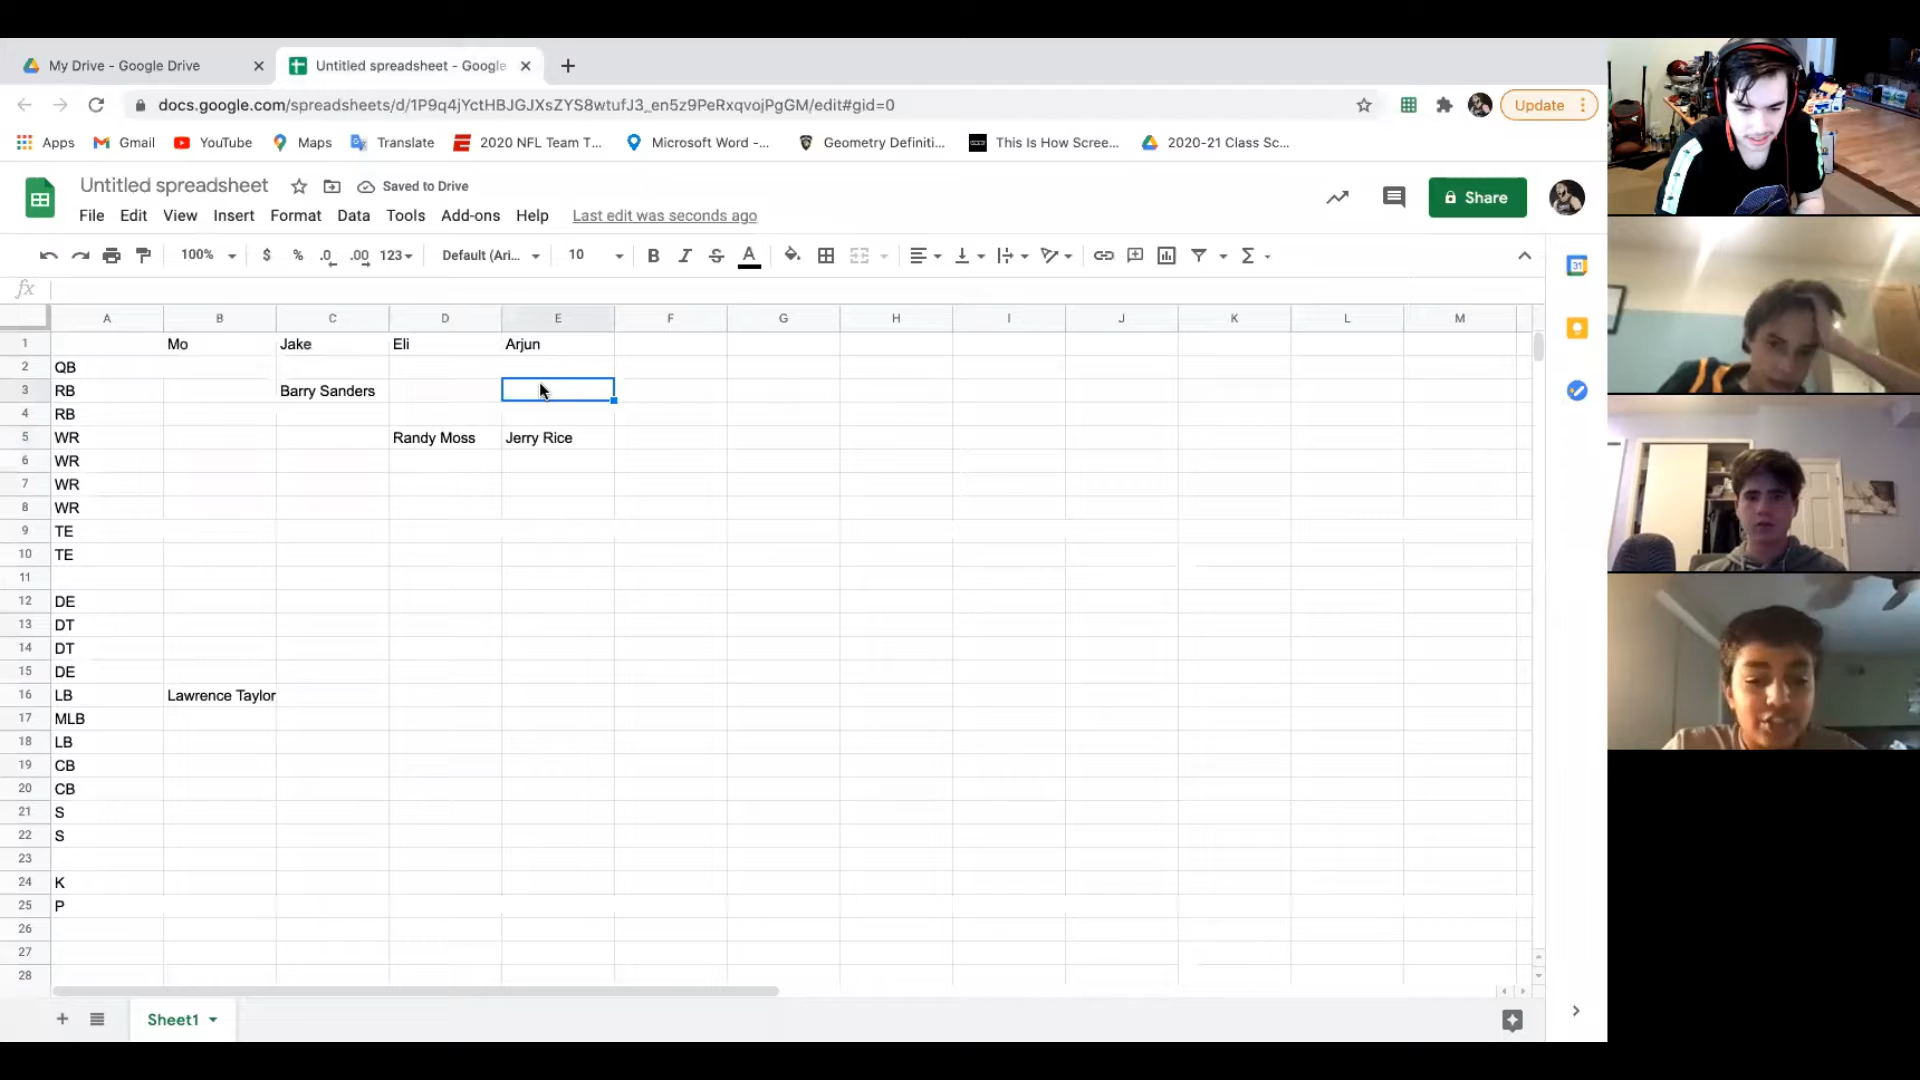 My Drive - Google Drive
Untitled spreadsheet - Google
docs.google.com/spreadsheets/d/1P9q4jYctHBJGJXsZYS8wtufJ3_en5z9PeRxqvojPgGM/edit#gid=0
Update
Apps Gmail YouTube Maps Translate 2020 NFL Team T... Microsoft Word -... Geometry Definiti... This Is How Scree... 2020-21 Class Sc...
Untitled spreadsheet Saved to Drive
Share
File Edit View Insert Format Data Tools Add-ons Help Last edit was seconds ago
100% $ % .0 .00 123 Default (Ari... 10 B I S A Σ
31
fx
A B C D E F G H I J K L M
1 Mo Jake Eli Arjun
2 QB
3 RB Barry Sanders
4 RB
5 WR Randy Moss Jerry Rice
6 WR
7 WR
8 WR
9 TE
10 TE
11
12 DE
13 DT
14 DT
15 DE
16 LB Lawrence Taylor
17 MLB
18 LB
19 CB
20 CB
21 S
22 S
23
24 K
25 P
26
27
28
Sheet1